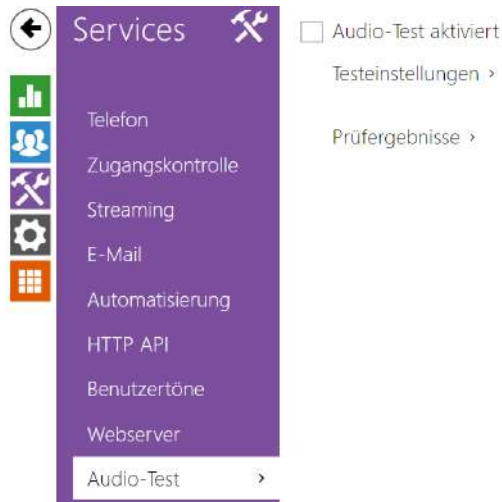 Services
Telefon
Zugangskontrolle
Streaming
E-Mail
Automatisierung
HTTP API
Benutzertöne
Webserver
Audio-Test
Audio-Test aktiviert
Testeinstellungen
Prüfergebnisse